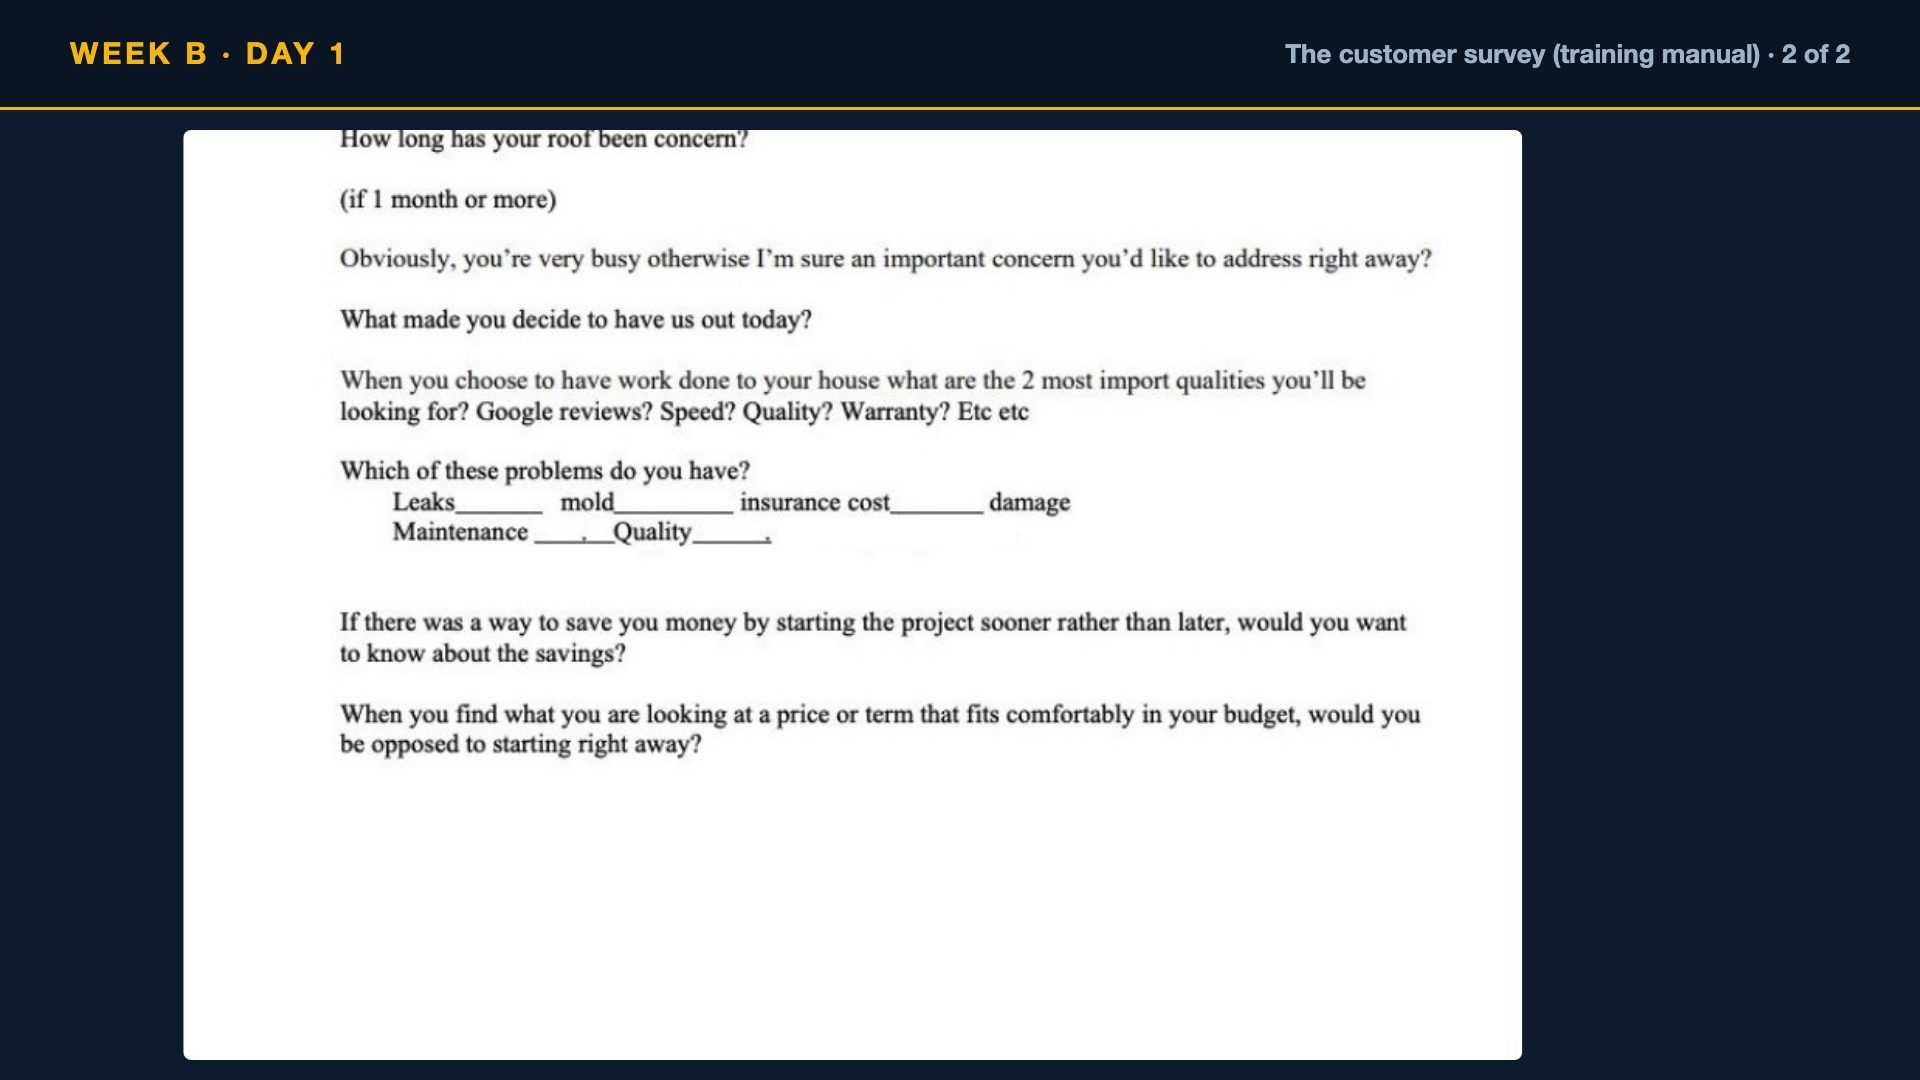 WEEK B · DAY 1
The customer survey (training manual) · 2 of 2
How long has your roof been concern?
(if 1 month or more)
Obviously, you’re very busy otherwise I’m sure an important concern you’d like to address right away?
What made you decide to have us out today?
When you choose to have work done to your house what are the 2 most import qualities you’ll be
looking for? Google reviews? Speed? Quality? Warranty? Etc etc
Which of these problems do you have?
Leaks______ mold_________ insurance cost_______ damage
Maintenance ____.__Quality______.
If there was a way to save you money by starting the project sooner rather than later, would you want
to know about the savings?
When you find what you are looking at a price or term that fits comfortably in your budget, would you
be opposed to starting right away?